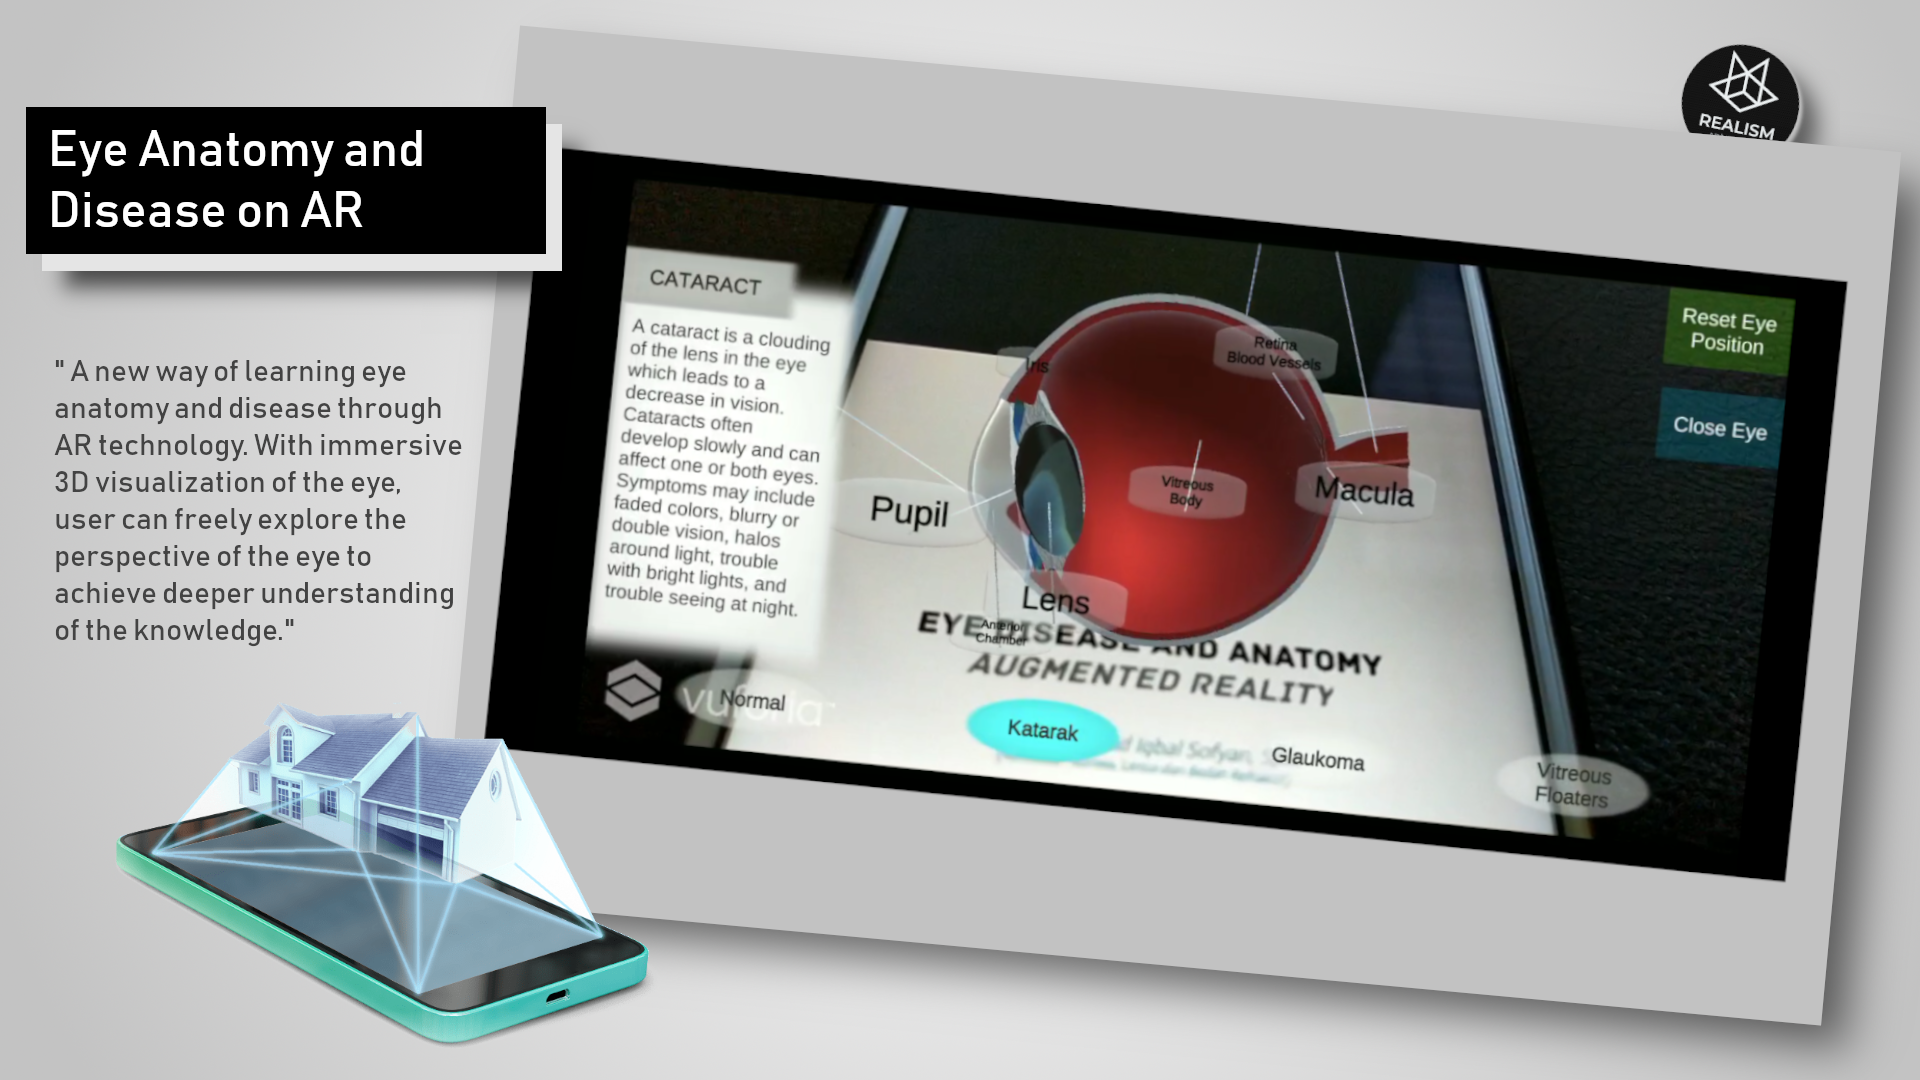 Eye Anatomy and
Disease on AR
" A new way of learning eye
anatomy and disease through
AR technology. With immersive
3D visualization of the eye,
user can freely explore the
perspective of the eye to
achieve deeper understanding
of the knowledge."
REALISM
CATARACT
A cataract is a clouding
of the lens in the eye
which leads to a
decrease in vision.
Cataracts often
develop slowly and can
affect one or both eyes.
Symptoms may include
faded colors, blurry or
double vision, halos
around light, trouble
with bright lights, and
trouble seeing at night.
Iris
Retina
Blood Vessels
Reset Eye
Position
Close Eye
Pupil
Vitreous
Body
Macula
Lens
Anterior
Chamber
EYE DISEASE AND ANATOMY
AUGMENTED REALITY
Iqbal Sofyan,
vuforia
Normal
Katarak
Glaukoma
Vitreous
Floaters